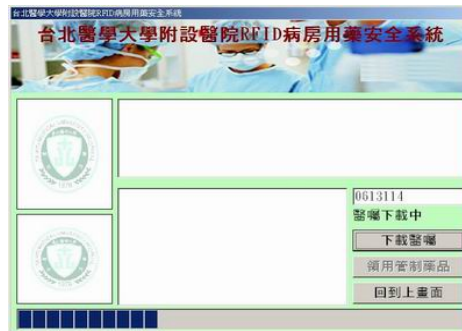 台北醫學大學附設醫院RFID病房用藥安全系統
台北醫學大學附設醫院RFID病房用藥安全系統
0613114
醫囑下載中
下載醫囑
領用管制藥品
回到上畫面